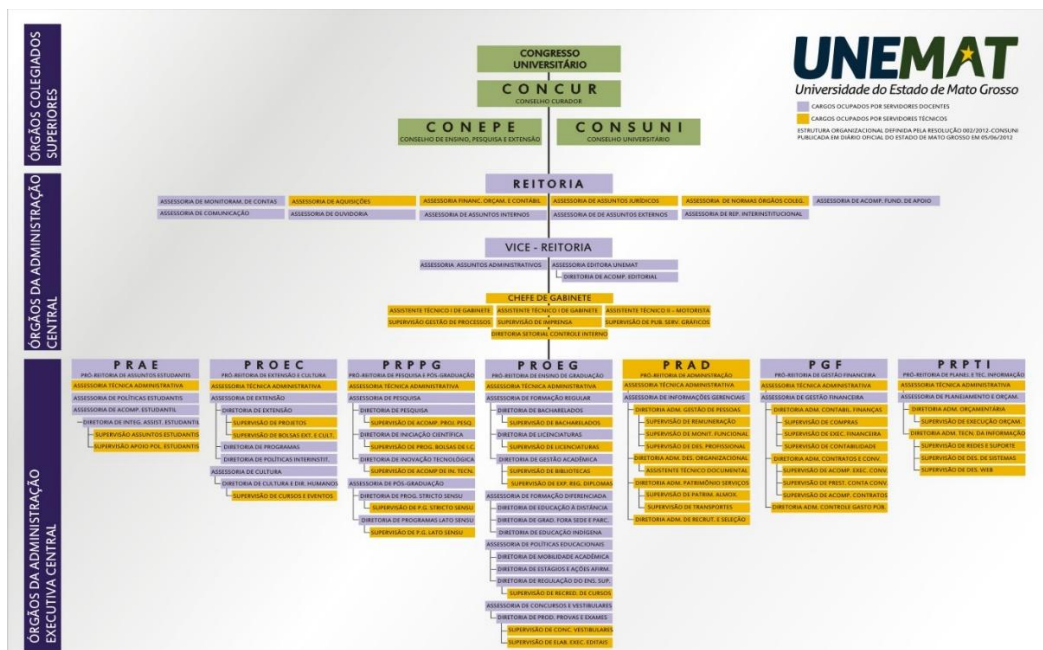 ÓRGÃOS COLEGIADOS
SUPERIORES
CONGRESSO
UNIVERSITÁRIO
CONCUR
CONSELHO CURADOR
CONEPE
CONSELHO DE ENSINO, PESQUISA E EXTENSÃO
CONSUNI
CONSELHO UNIVERSITÁRIO
UNEMAT
Universidade do Estado de Mato Grosso
CARGOS OCUPADOS POR SERVIDORES DOCENTES
CARGOS OCUPADOS POR SERVIDORES TÉCNICOS
ESTRUTURA ORGANIZACIONAL DEFINIDA PELA RESOLUÇÃO 002/2012-CONSUNI
PUBLICADA EM DIÁRIO OFICIAL DO ESTADO DE MATO GROSSO EM 05/06/2012
ÓRGÃOS DA ADMINISTRAÇÃO
CENTRAL
REITORIA
ASSESSORIA DE MONITORAM. DE CONTAS
ASSESSORIA DE AQUISIÇÕES
ASSESSORIA FINANC. ORÇAM. E CONTÁBIL
ASSESSORIA DE ASSUNTOS JURÍDICOS
ASSESSORIA DE NORMAS ÓRGÃOS COLEG.
ASSESSORIA DE ACOMP. FUND. DE APOIO
ASSESSORIA DE COMUNICAÇÃO
ASSESSORIA DE OUVIDORIA
ASSESSORIA DE ASSUNTOS INTERNOS
ASSESSORIA DE DE ASSUNTOS EXTERNOS
ASSESSORIA DE REP. INTERINSTITUCIONAL
VICE - REITORIA
ASSESSORIA ASSUNTOS ADMINISTRATIVOS
ASSESSORIA EDITORA UNEMAT
DIRETORIA DE ACOMP. EDITORIAL
CHEFE DE GABINETE
ASSISTENTE TÉCNICO I DE GABINETE
ASSISTENTE TÉCNICO I DE GABINETE
ASSISTENTE TÉCNICO II - MOTORISTA
SUPERVISÃO GESTÃO DE PROCESSOS
SUPERVISÃO DE IMPRENSA
SUPERVISÃO DE PUB. SERV. GRÁFICOS
DIRETORIA SETORIAL CONTROLE INTERNO
ÓRGÃOS DA ADMINISTRAÇÃO
EXECUTIVA CENTRAL
PRAE
PRÓ-REITORIA DE ASSUNTOS ESTUDANTIS
ASSESSORIA TÉCNICA ADMINISTRATIVA
ASSESSORIA DE POLÍTICAS ESTUDANTIS
ASSESSORIA DE ACOMP. ESTUDANTIL
DIRETORIA DE INTEG. ASSIST. ESTUDANTIL
SUPERVISÃO ASSUNTOS ESTUDANTIS
SUPERVISÃO APOIO POL. ESTUDANTIS
PROEC
PRÓ-REITORIA DE EXTENSÃO E CULTURA
ASSESSORIA TÉCNICA ADMINISTRATIVA
ASSESSORIA DE EXTENSÃO
DIRETORIA DE EXTENSÃO
SUPERVISÃO DE PROJETOS
SUPERVISÃO DE BOLSAS EXT. E CULT.
DIRETORIA DE PROGRAMAS
DIRETORIA DE POLÍTICAS INTERINSTIT.
ASSESSORIA DE CULTURA
DIRETORIA DE CULTURA E DIR. HUMANOS
SUPERVISÃO DE CURSOS E EVENTOS
PRPPG
PRÓ-REITORIA DE PESQUISA E PÓS-GRADUAÇÃO
ASSESSORIA TÉCNICA ADMINISTRATIVA
ASSESSORIA DE PESQUISA
DIRETORIA DE PESQUISA
SUPERVISÃO DE ACOMP. PROJ. PESQ.
DIRETORIA DE INICIAÇÃO CIENTÍFICA
SUPERVISÃO DE PROG. BOLSAS DE I.C.
DIRETORIA DE INOVAÇÃO TECNOLÓGICA
SUPERVISÃO DE ACOMP DE IN. TECN.
ASSESSORIA DE PÓS-GRADUAÇÃO
DIRETORIA DE PROG. STRICTO SENSU
SUPERVISÃO DE P.G. STRICTO SENSU
DIRETORIA DE PROGRAMAS LATO SENSU
SUPERVISÃO DE P.G. LATO SENSU
PROEG
PRÓ-REITORIA DE ENSINO DE GRADUAÇÃO
ASSESSORIA TÉCNICA ADMINISTRATIVA
ASSESSORIA DE FORMAÇÃO REGULAR
DIRETORIA DE BACHARELADOS
SUPERVISÃO DE BACHARELADOS
DIRETORIA DE LICENCIATURAS
SUPERVISÃO DE LICENCIATURAS
DIRETORIA DE GESTÃO ACADÊMICA
SUPERVISÃO DE BIBLIOTECAS
SUPERVISÃO DE EXP. REG. DIPLOMAS
ASSESSORIA DE FORMAÇÃO DIFERENCIADA
DIRETORIA DE EDUCAÇÃO À DISTÂNCIA
DIRETORIA DE GRAD. FORA SEDE E PARC.
DIRETORIA DE EDUCAÇÃO INDÍGENA
ASSESSORIA DE POLÍTICAS EDUCACIONAIS
DIRETORIA DE MOBILIDADE ACADÊMICA
DIRETORIA DE ESTÁGIOS E AÇÕES AFIRM.
DIRETORIA DE REGULAÇÃO DO ENS. SUP.
SUPERVISÃO DE RECRED. DE CURSOS
ASSESSORIA DE CONCURSOS E VESTIBULARES
DIRETORIA DE PROD. PROVAS E EXAMES
SUPERVISÃO DE CONC. VESTIBULARES
SUPERVISÃO DE ELAB. EXEC. EDITAIS
PRAD
PRÓ-REITORIA DE ADMINISTRAÇÃO
ASSESSORIA TÉCNICA ADMINISTRATIVA
ASSESSORIA DE INFORMAÇÕES GERENCIAIS
DIRETORIA ADM. GESTÃO DE PESSOAS
SUPERVISÃO DE REMUNERAÇÃO
SUPERVISÃO DE MONIT. FUNCIONAL
SUPERVISÃO DE DES. PROFISSIONAL
DIRETORIA ADM. DES. ORGANIZACIONAL
ASSISTENTE TÉCNICO DOCUMENTAL
DIRETORIA ADM. PATRIMÔNIO SERVIÇOS
SUPERVISÃO DE PATRIM. ALMOX.
SUPERVISÃO DE TRANSPORTES
DIRETORIA ADM. DE RECRUT. E SELEÇÃO
PGF
PRÓ-REITORIA DE GESTÃO FINANCEIRA
ASSESSORIA TÉCNICA ADMINISTRATIVA
ASSESSORIA DE GESTÃO FINANCEIRA
DIRETORIA ADM. CONTABIL. FINANÇAS
SUPERVISÃO DE COMPRAS
SUPERVISÃO DE EXEC. FINANCEIRA
SUPERVISÃO DE CONTABILIDADE
DIRETORIA ADM. CONTRATOS E CONV.
SUPERVISÃO DE ACOMP. EXEC. CONV.
SUPERVISÃO DE PREST. CONTA CONV.
SUPERVISÃO DE ACOMP. CONTRATOS
DIRETORIA ADM. CONTROLE GASTO PÚB.
PRPTI
PRÓ-REITORIA DE PLANEJ. E TEC. INFORMAÇÃO
ASSESSORIA TÉCNICA ADMINISTRATIVA
ASSESSORIA DE PLANEJAMENTO E ORÇAM.
DIRETORIA ADM. ORÇAMENTÁRIA
SUPERVISÃO DE EXECUÇÃO ORÇAM.
DIRETORIA ADM. TECN. DA INFORMAÇÃO
SUPERVISÃO DE REDES E SUPORTE
SUPERVISÃO DE DES. DE SISTEMAS
SUPERVISÃO DE DES. WEB